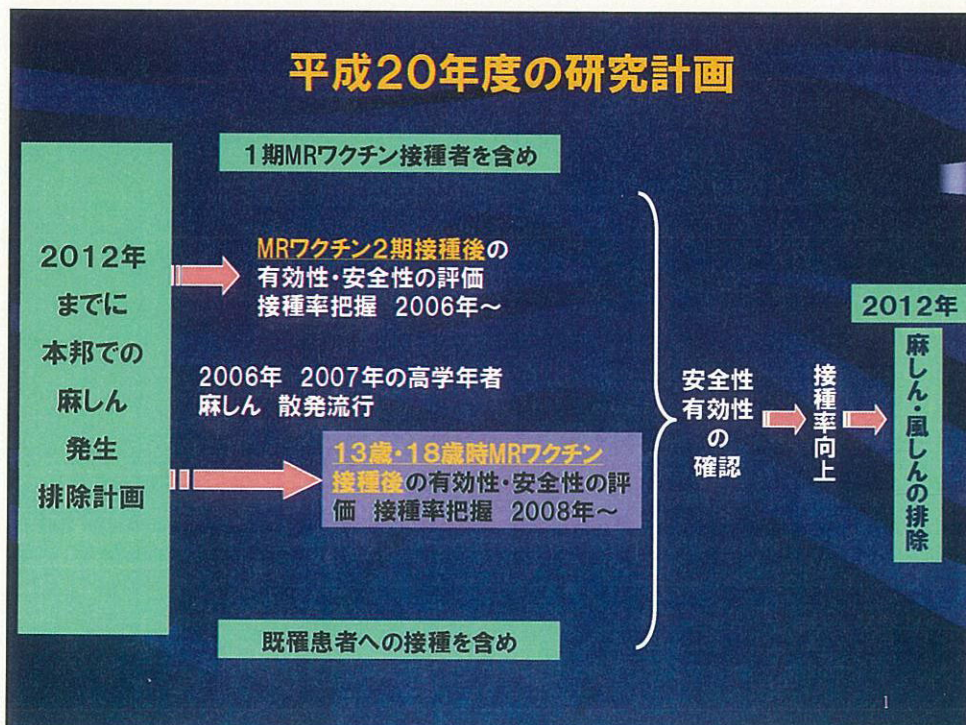 平成20年度の研究計画
1期MRワクチン接種者を含め
2012年
までに
本邦での
麻しん
発生
排除計画
MRワクチン2期接種後の
有効性・安全性の評価
接種率把握 2006年~
2006年 2007年の高学年者
麻しん 散発流行
13歳・18歳時MRワクチン
接種後の有効性・安全性の評
価 接種率把握 2008年~
既罹患者への接種を含め
安全性
有効性
の
確認
接種率向上
2012年
麻しん・風しんの排除
1